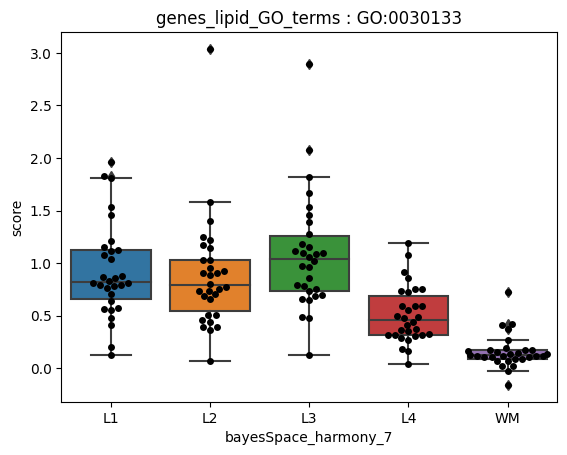 genes_lipid_GO_terms : GO:0030133
3.0
2.5
2.0
1.5
1.0
0.5
0.0
score
L1 L2 L3 L4 WM
bayesSpace_harmony_7